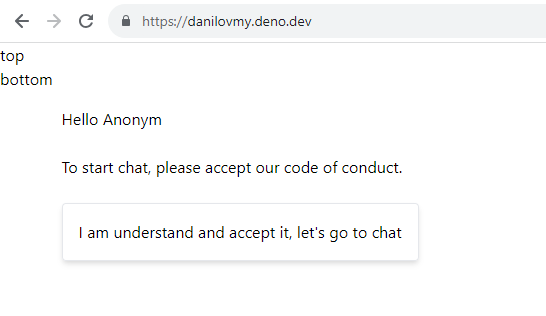 https://danilovmy.deno.dev
top
bottom
Hello Anonym
To start chat, please accept our code of conduct.
I am understand and accept it, let's go to chat